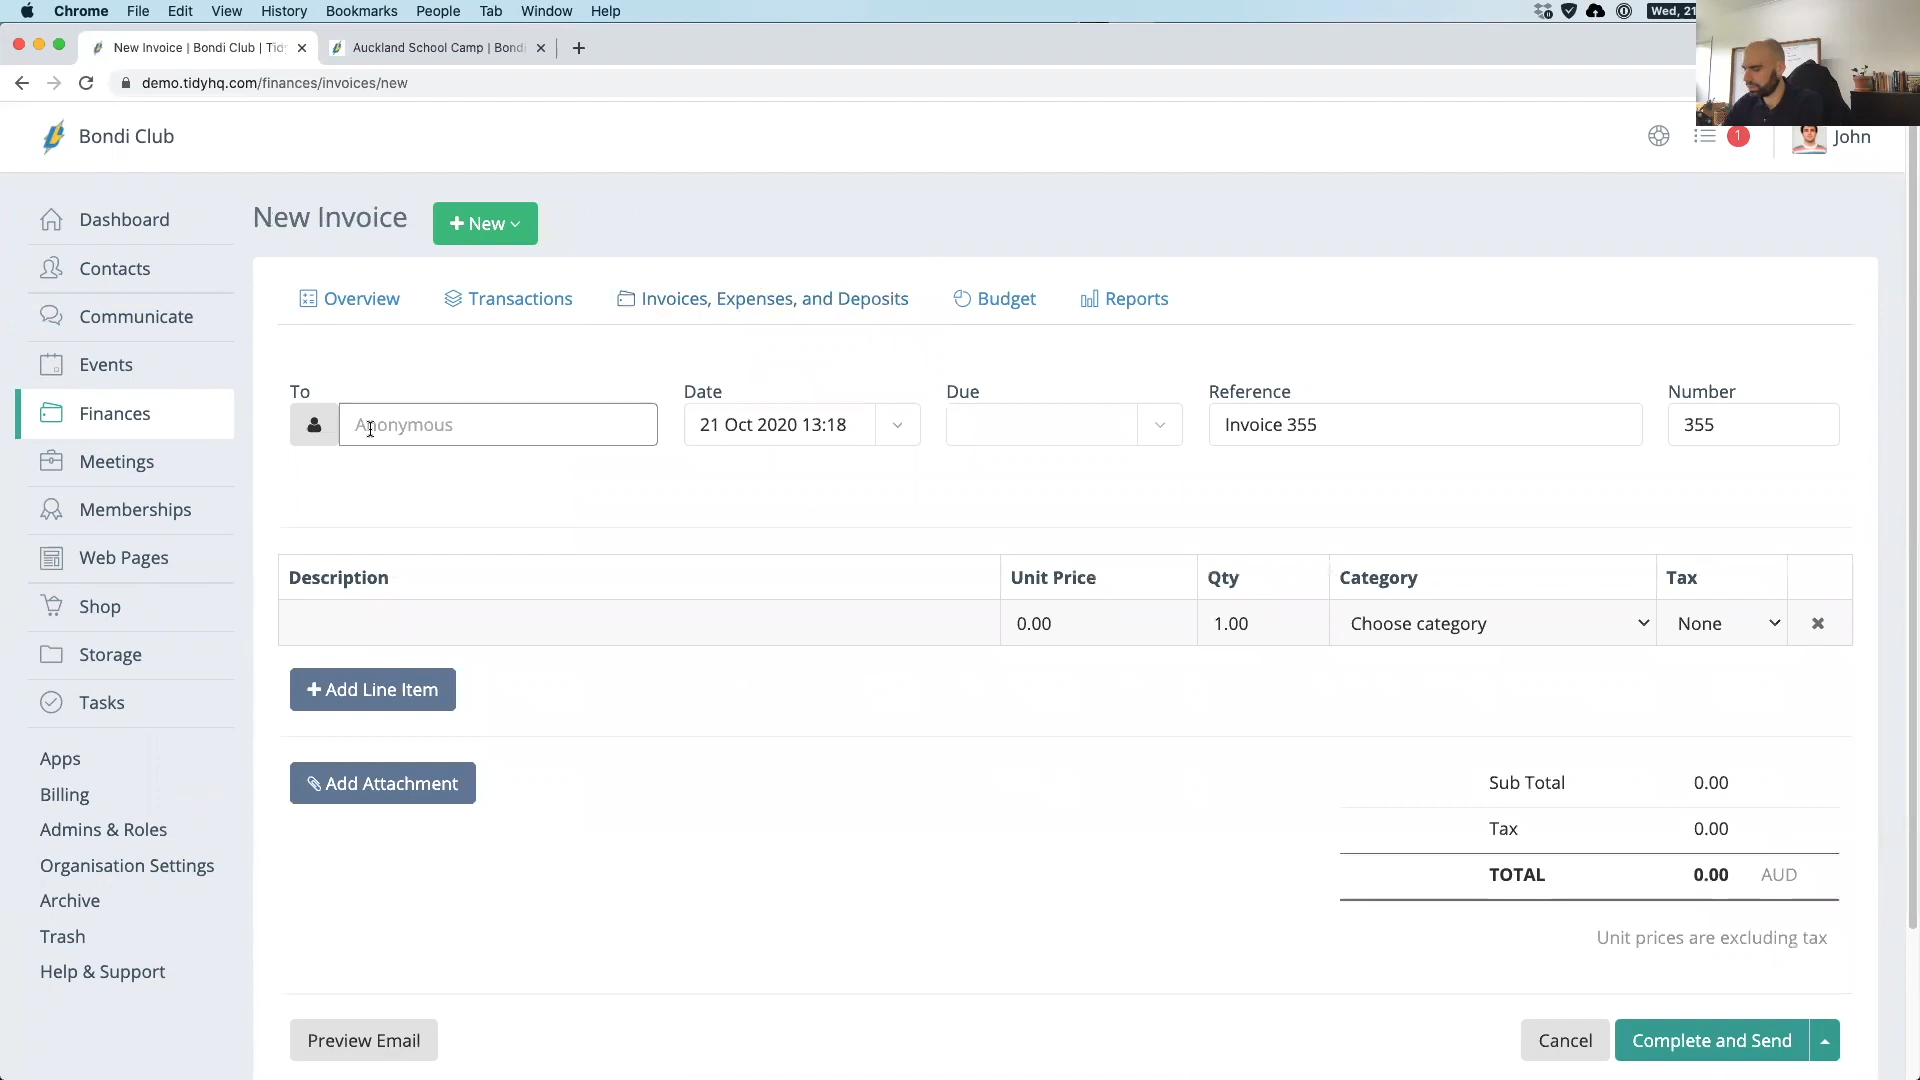 Chrome File Edit View History Bookmarks People Tab Window Help
Wed, 21
New Invoice | Bondi Club | Tid
Auckland School Camp | Bondi
demo.tidyhq.com/finances/invoices/new
Bondi Club
1
John
Dashboard
Contacts
Communicate
Events
Finances
Meetings
Memberships
Web Pages
Shop
Storage
Tasks
Apps
Billing
Admins & Roles
Organisation Settings
Archive
Trash
Help & Support
New Invoice
+ New
Overview Transactions Invoices, Expenses, and Deposits Budget Reports
To Date Due Reference Number
Anonymous 21 Oct 2020 13:18 Invoice 355 355
Description Unit Price Qty Category Tax
0.00 1.00 Choose category None
+ Add Line Item
Add Attachment
Sub Total 0.00
Tax 0.00
TOTAL 0.00 AUD
Unit prices are excluding tax
Preview Email
Cancel
Complete and Send